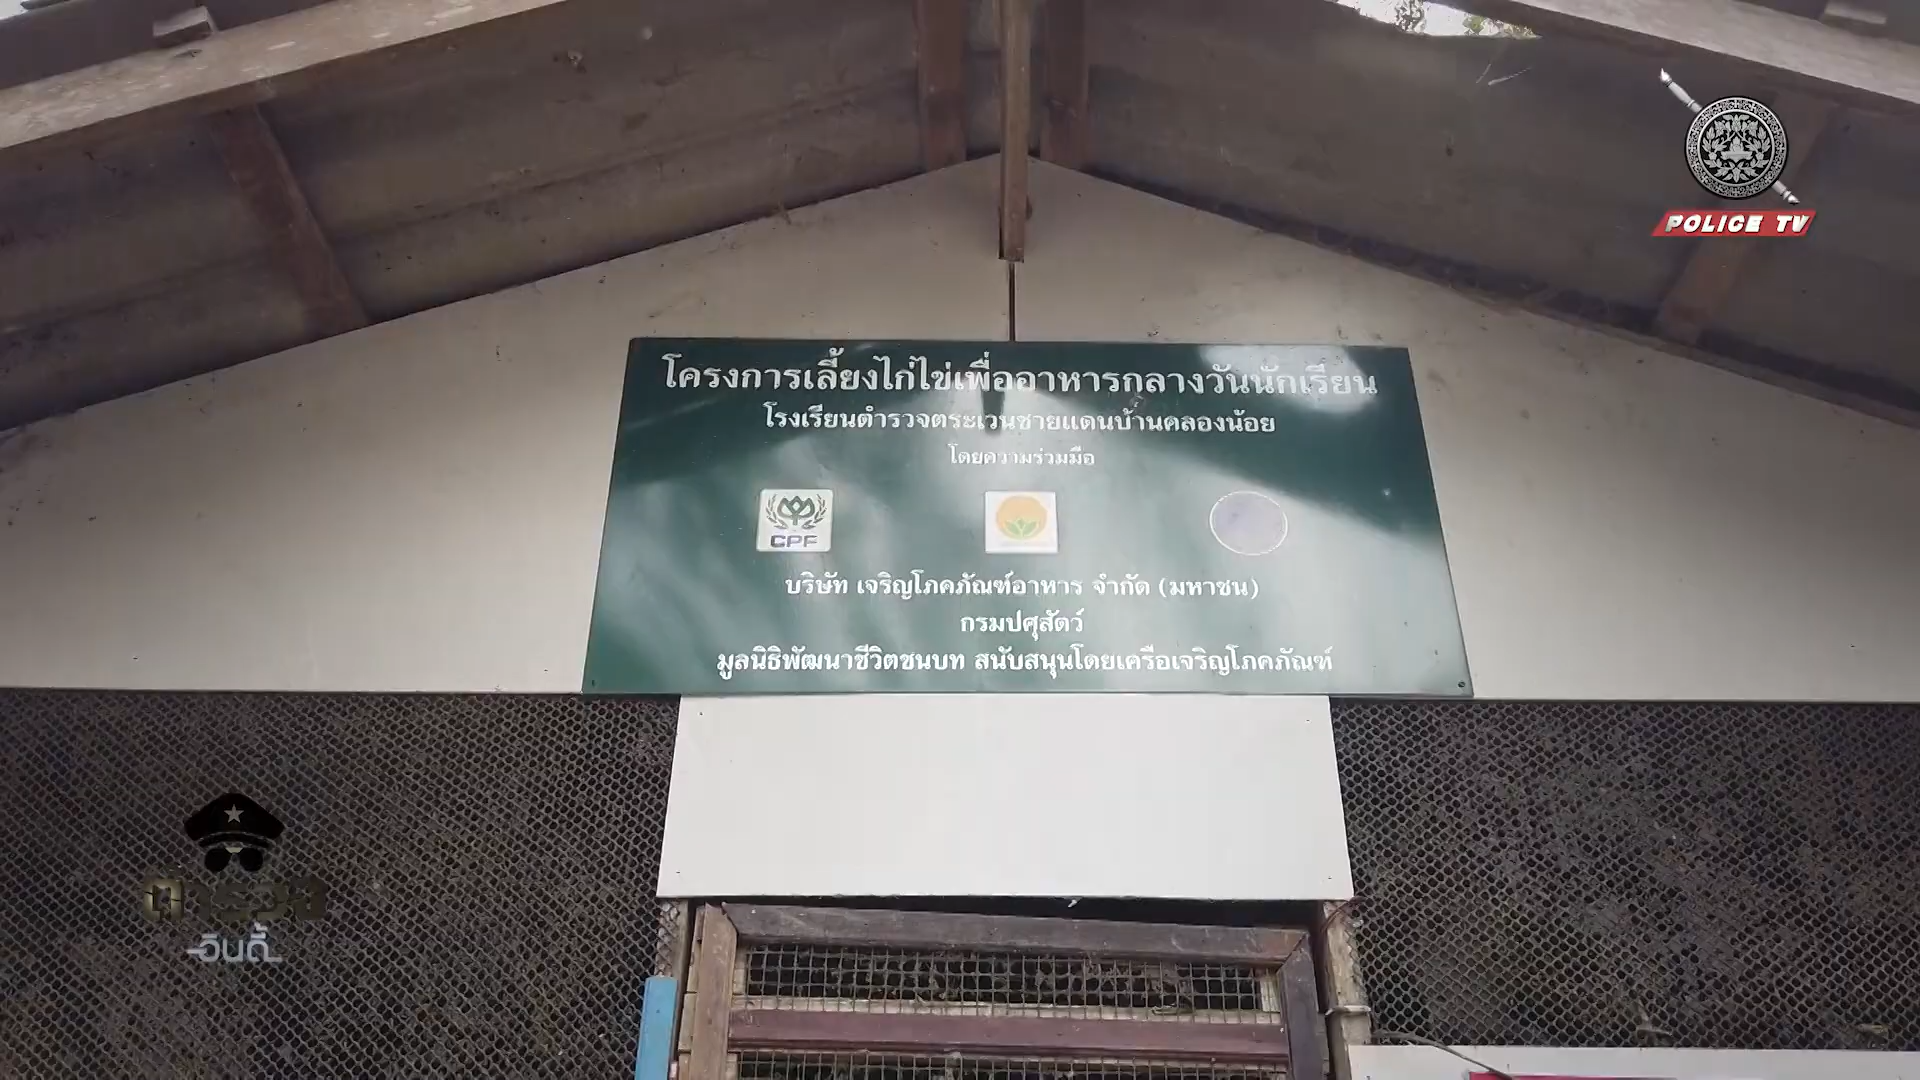 POLICE TV
โครงการเลี้ยงไก่ไข่เพื่ออาหารกลางวันนักเรียน
โรงเรียนตำรวจตระเวนชายแดนบ้านคลองน้อย
โดยความร่วมมือ
CPF
บริษัท เจริญโภคภัณฑ์อาหาร จำกัด (มหาชน)
กรมปศุสัตว์
มูลนิธิพัฒนาชีวิตชนบท สนับสนุนโดยเครือเจริญโภคภัณฑ์
ตำรวจ
อินดี้